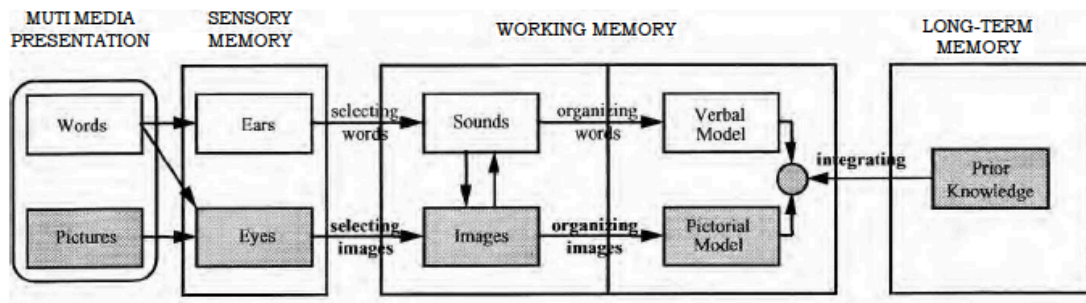 MUTI MEDIA
PRESENTATION
SENSORY
MEMORY
WORKING MEMORY
LONG-TERM
MEMORY
Words
Ears
selecting
words
Sounds
organizing
words
Verbal
Model
integrating
Prior
Knowledge
Pictures
Eyes
selecting
images
Images
organizing
images
Pictorial
Model